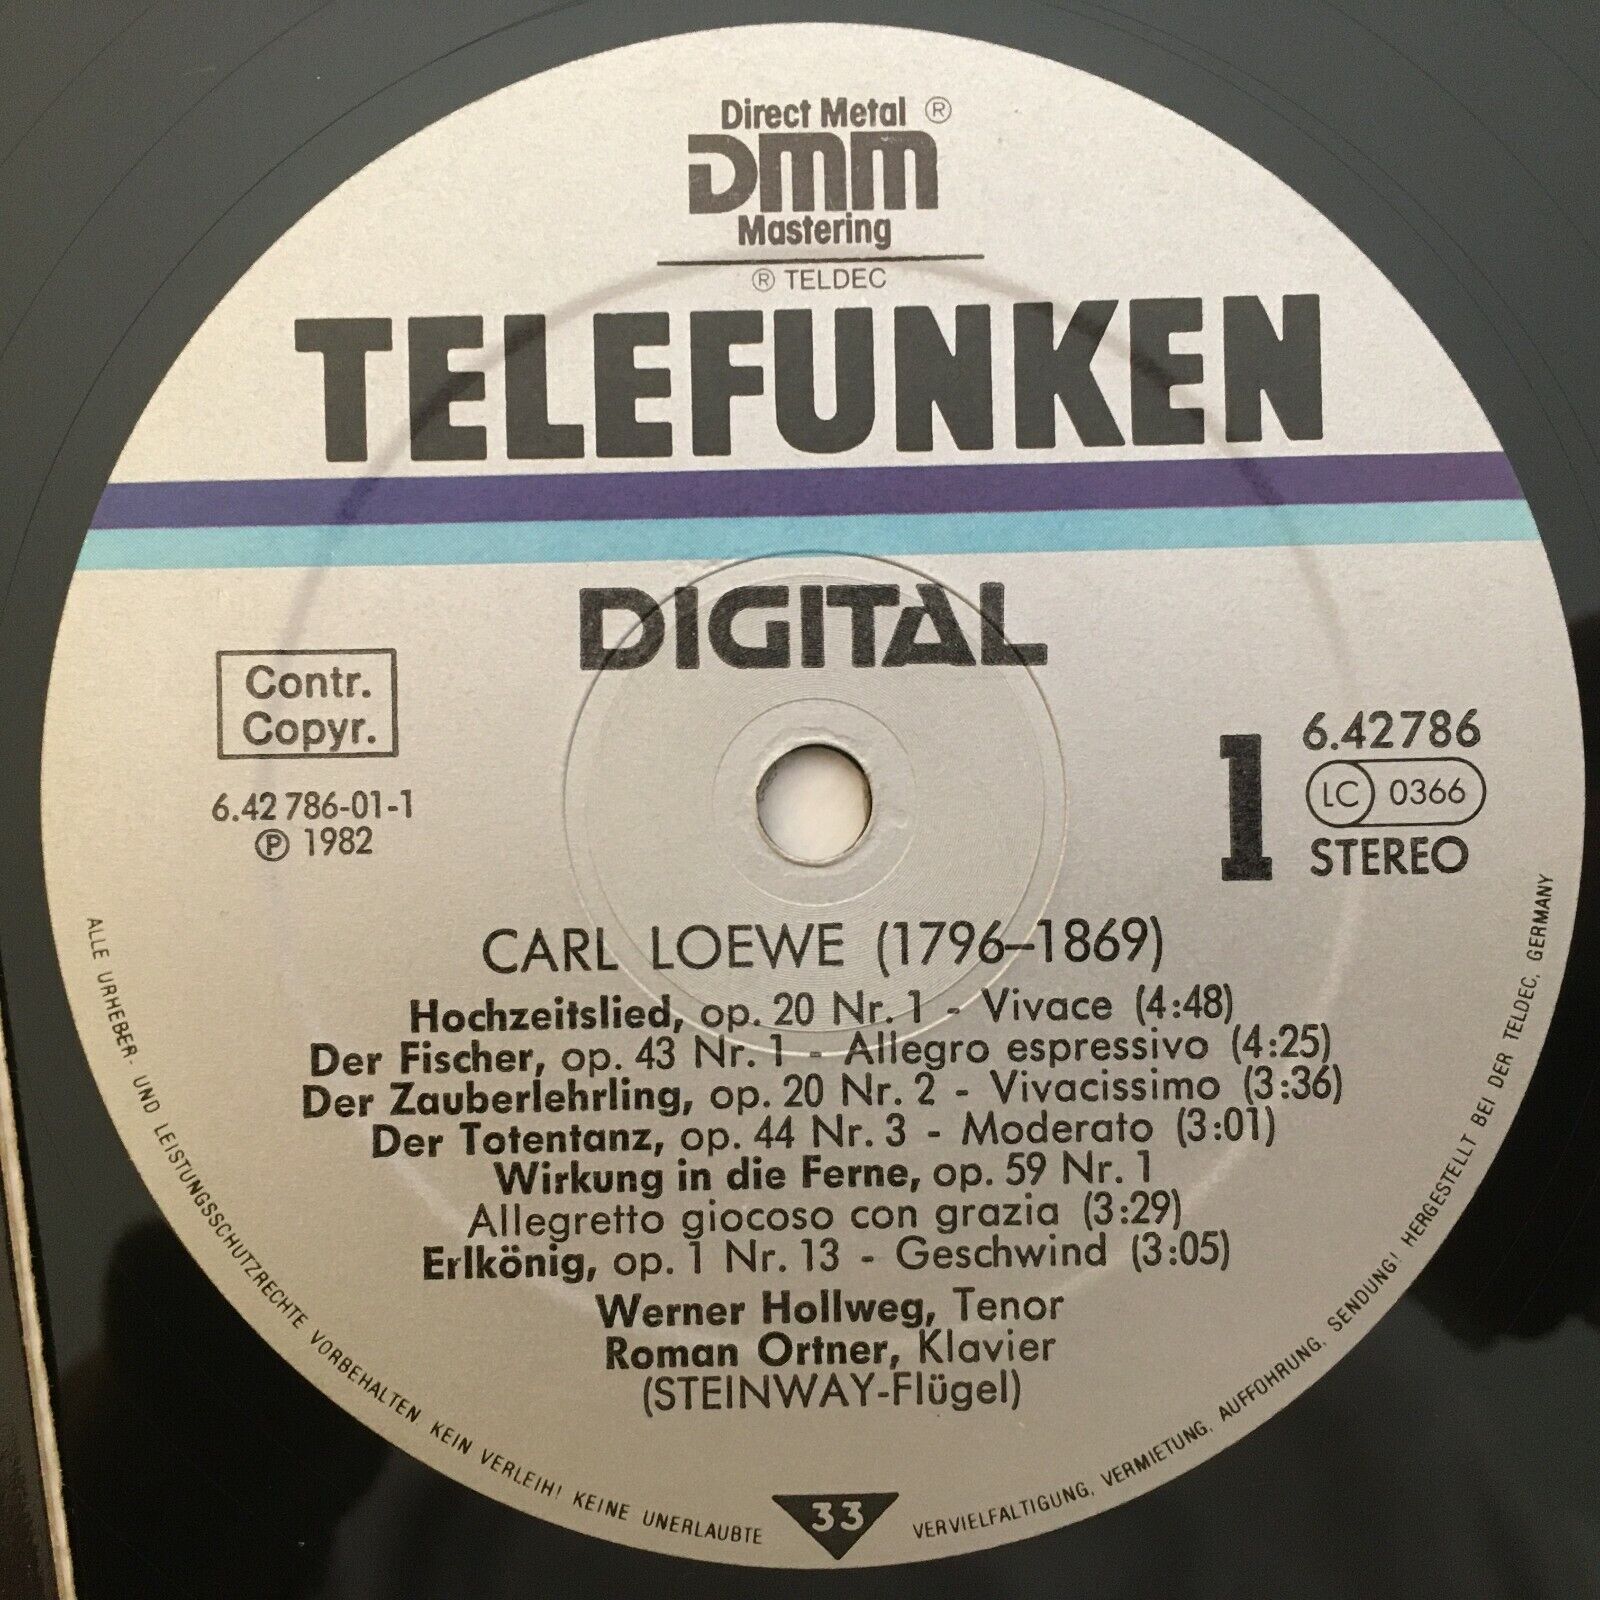 Direct Metal ®
DMM
Mastering
® TELDEC
TELEFUNKEN
DIGITAL
Contr.
Copyr.
6.42 786-01-1
℗ 1982
1
6.42786
LC 0366
STEREO
CARL LOEWE (1796–1869)
Hochzeitslied, op. 20 Nr. 1 - Vivace (4:48)
Der Fischer, op. 43 Nr. 1 - Allegro espressivo (4:25)
Der Zauberlehrling, op. 20 Nr. 2 - Vivacissimo (3:36)
Der Totentanz, op. 44 Nr. 3 - Moderato (3:01)
Wirkung in die Ferne, op. 59 Nr. 1
Allegretto giocoso con grazia (3:29)
Erlkönig, op. 1 Nr. 13 - Geschwind (3:05)
Werner Hollweg, Tenor
Roman Ortner, Klavier
(STEINWAY-Flügel)
ALLE URHEBER- UND LEISTUNGSSCHUTZRECHTE VORBEHALTEN. KEIN VERLEIH! KEINE UNERLAUBTE
33
VERVIELFALTIGUNG, VERMIETUNG, AUFFOHRUNG, SENDUNG! HERGESTELLT BEI DER TELDEC, GERMANY